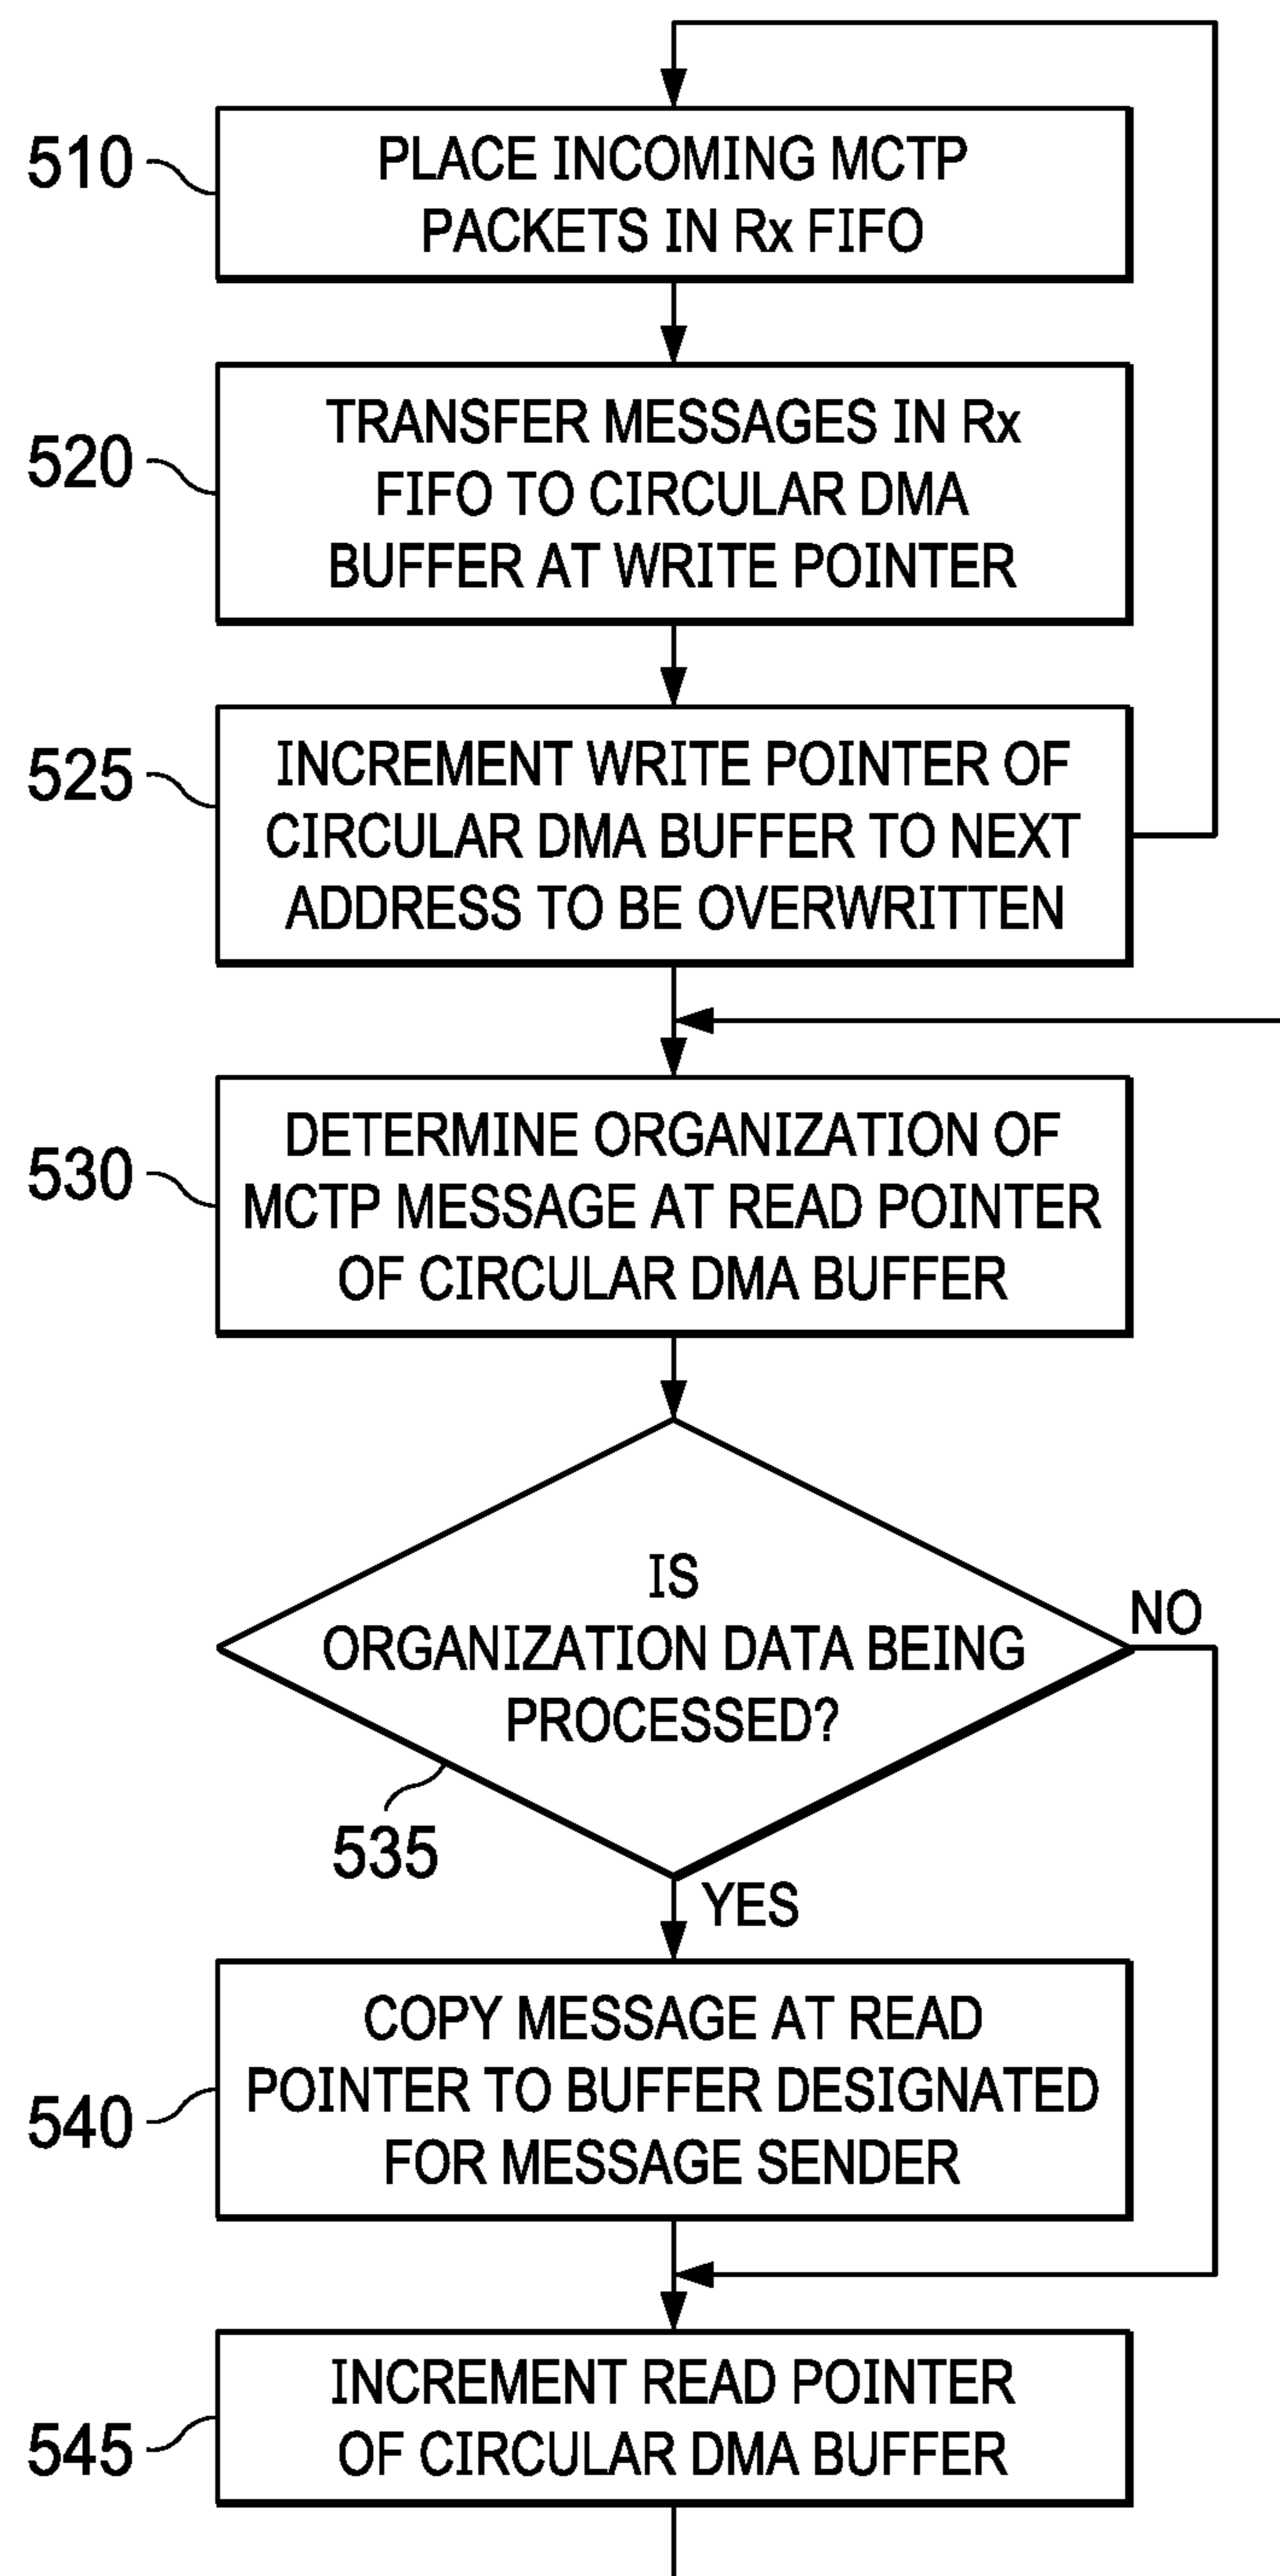 510
PLACE INCOMING MCTP
PACKETS IN Rx FIFO
520
TRANSFER MESSAGES IN Rx
FIFO TO CIRCULAR DMA
BUFFER AT WRITE POINTER
525
INCREMENT WRITE POINTER OF
CIRCULAR DMA BUFFER TO NEXT
ADDRESS TO BE OVERWRITTEN
530
DETERMINE ORGANIZATION OF
MCTP MESSAGE AT READ POINTER
OF CIRCULAR DMA BUFFER
IS
ORGANIZATION DATA BEING
PROCESSED?
NO
535
YES
540
COPY MESSAGE AT READ
POINTER TO BUFFER DESIGNATED
FOR MESSAGE SENDER
545
INCREMENT READ POINTER
OF CIRCULAR DMA BUFFER